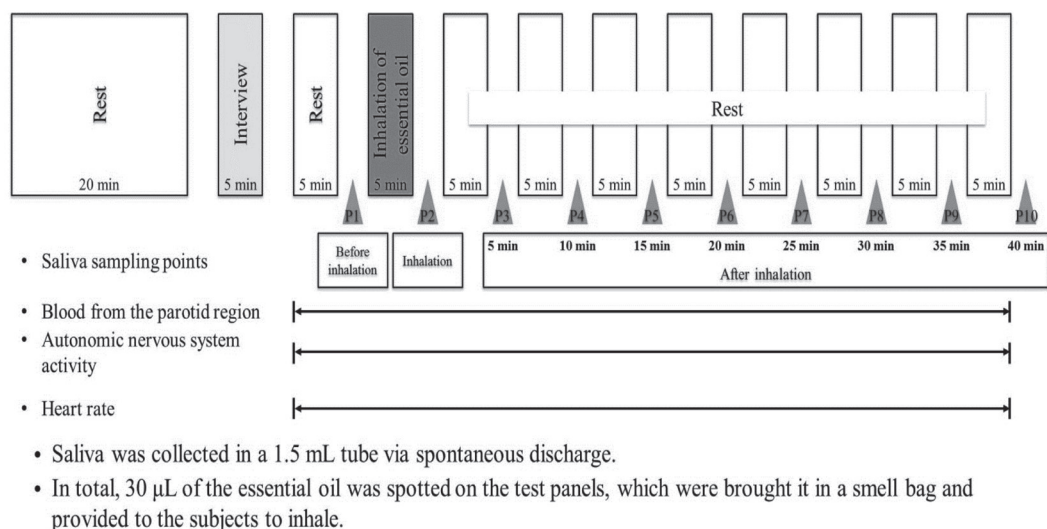 Rest
20 min
Interview
5 min
Rest
5 min
Inhalation of
essential oil
5 min
Rest
5 min
5 min
5 min
5 min
5 min
5 min
5 min
5 min
P1
P2
P3
P4
P5
P6
P7
P8
P9
P10
• Saliva sampling points
Before
inhalation
Inhalation
5 min
10 min
15 min
20 min
25 min
30 min
35 min
40 min
After inhalation
• Blood from the parotid region
• Autonomic nervous system
activity
• Heart rate
• Saliva was collected in a 1.5 mL tube via spontaneous discharge.
• In total, 30 μL of the essential oil was spotted on the test panels, which were brought it in a smell bag and
provided to the subjects to inhale.